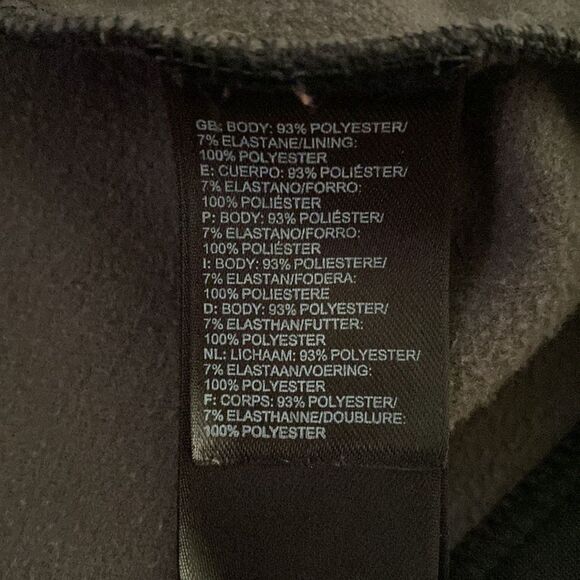 GB: BODY: 93% POLYESTER/
7% ELASTANE/LINING:
100% POLYESTER
E: CUERPO: 93% POLIÉSTER/
7% ELASTANO/FORRO:
100% POLIÉSTER
P: BODY: 93% POLIÉSTER/
7% ELASTANO/FORRO:
100% POLIÉSTER
I: BODY: 93% POLIESTERE/
7% ELASTAN/FODERA:
100% POLIESTERE
D: BODY: 93% POLYESTER/
7% ELASTHAN/FUTTER:
100% POLYESTER
NL: LICHAAM: 93% POLYESTER/
7% ELASTAAN/VOERING:
100% POLYESTER
F: CORPS: 93% POLYESTER/
7% ELASTHANNE/DOUBLURE:
100% POLYESTER